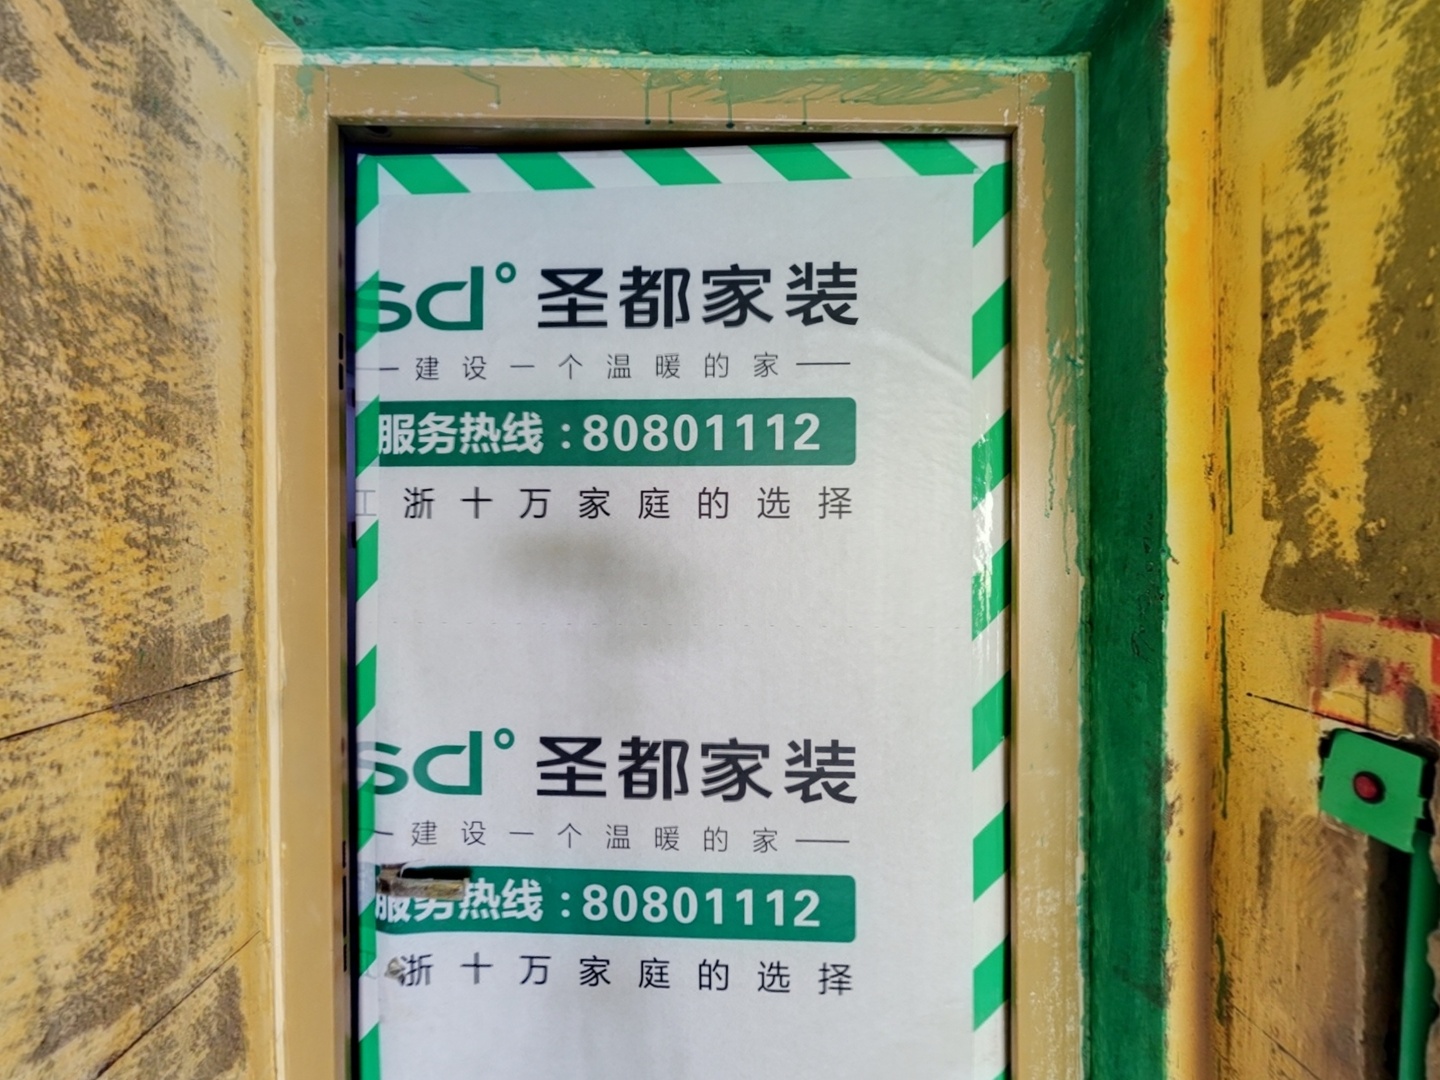 sd° 圣都家装
建设一个温暖的家
服务热线:80801112
江浙十万家庭的选择
sd° 圣都家装
建设一个温暖的家
服务热线:80801112
浙十万家庭的选择